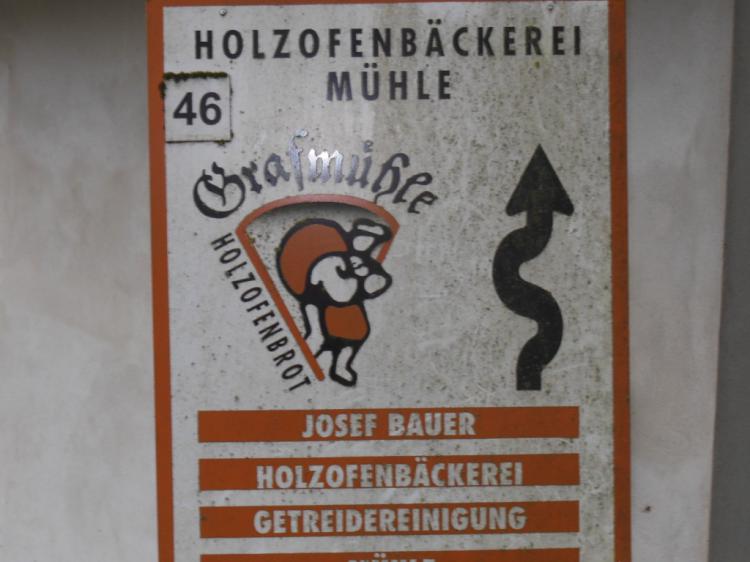 HOLZOFENBÄCKEREI
MÜHLE
46
Grafmühle
HOLZOFENBROT
JOSEF BAUER
HOLZOFENBÄCKEREI
GETREIDEREINIGUNG